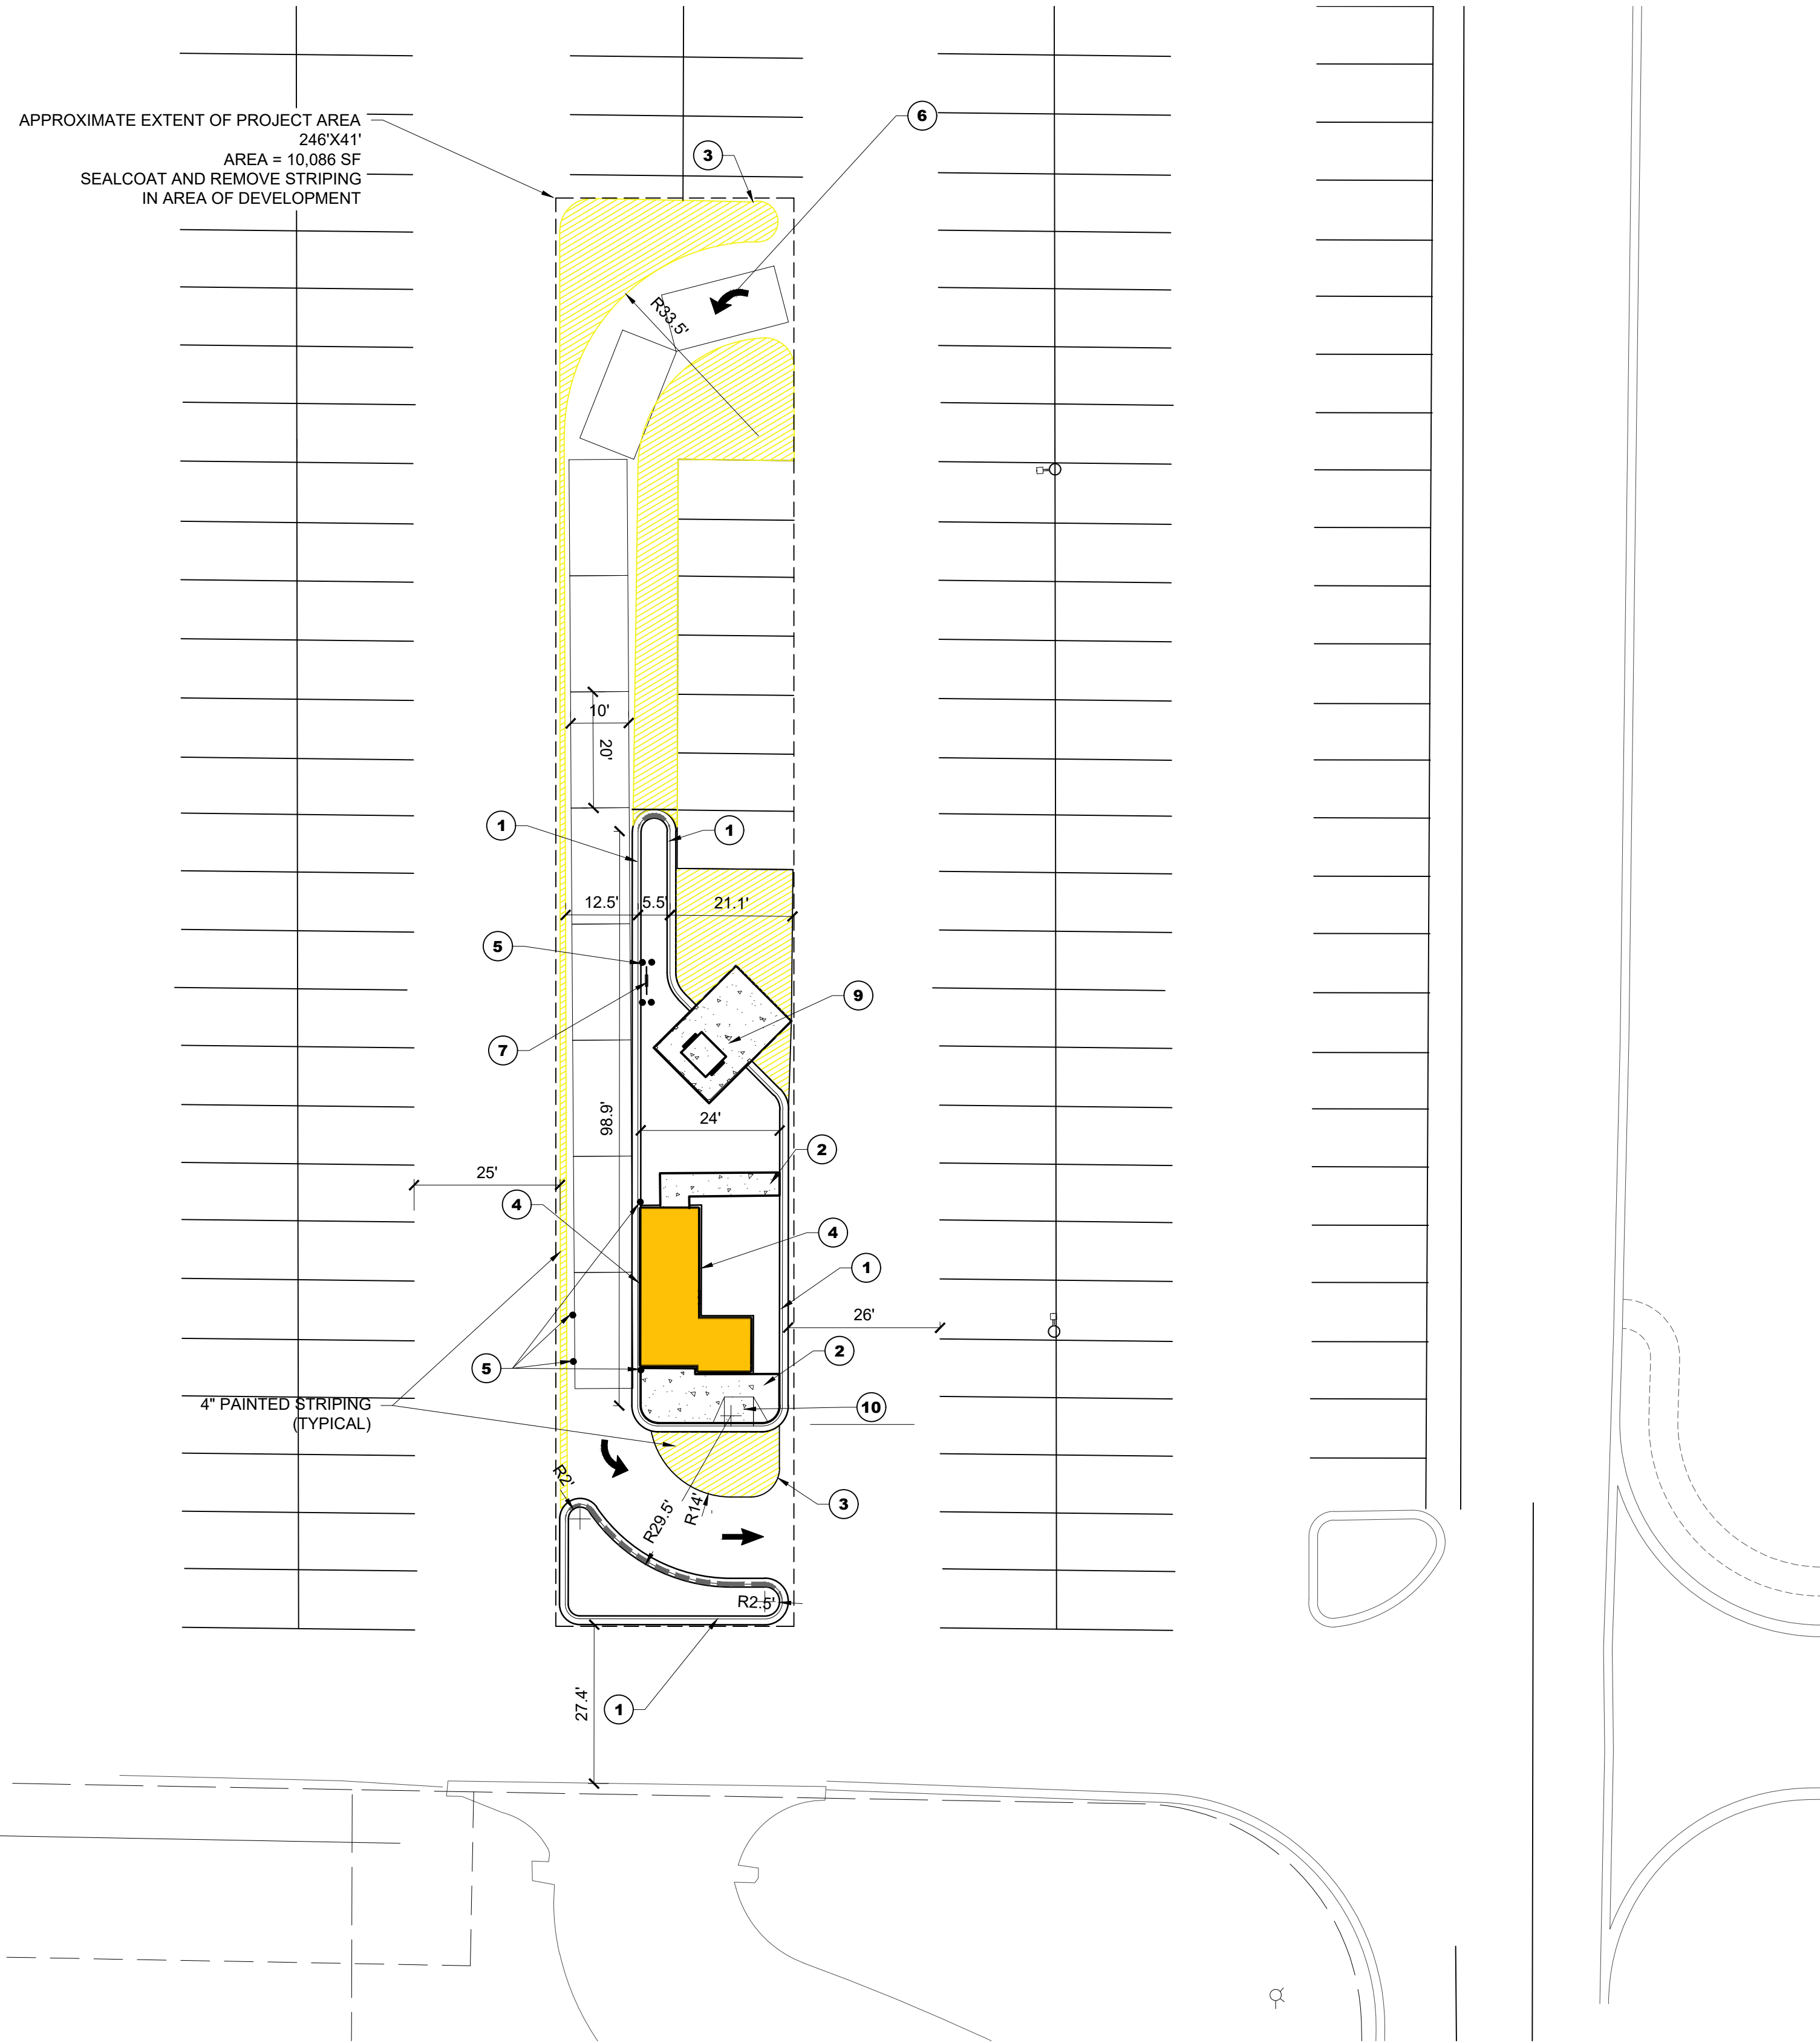 6
3
APPROXIMATE EXTENT OF PROJECT AREA
246'X41'
AREA = 10,086 SF
SEALCOAT AND REMOVE STRIPING
IN AREA OF DEVELOPMENT
R33.5'
10'
20'
1
1
12.5'
5.5'
21.1'
5
9
7
98.9'
24'
2
25'
4
4
1
26'
2
5
4" PAINTED STRIPING
(TYPICAL)
10
R2'
R29.5'
R14'
3
R2.5'
27.4'
1